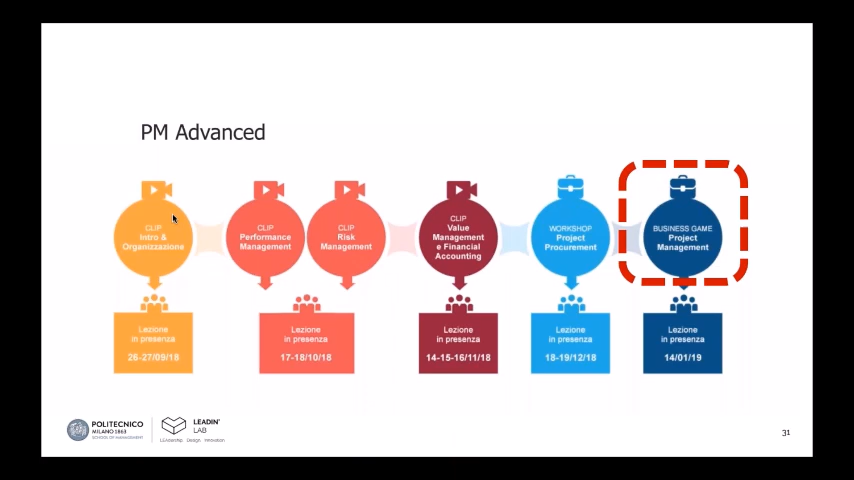 PM Advanced
CLIP
Intro &
Organizzazione
CLIP
Performance
Management
CLIP
Risk
Management
CLIP
Value
Management
e Financial
Accounting
WORKSHOP
Project
Procurement
BUSINESS GAME
Project
Management
Lezione
in presenza
26-27/09/18
Lezione
in presenza
17-18/10/18
Lezione
in presenza
14-15-16/11/18
Lezione
in presenza
18-19/12/18
Lezione
in presenza
14/01/19
POLITECNICO
MILANO 1863
SCHOOL OF MANAGEMENT
LEADIN'
LAB
LEadership Design Innovation
31